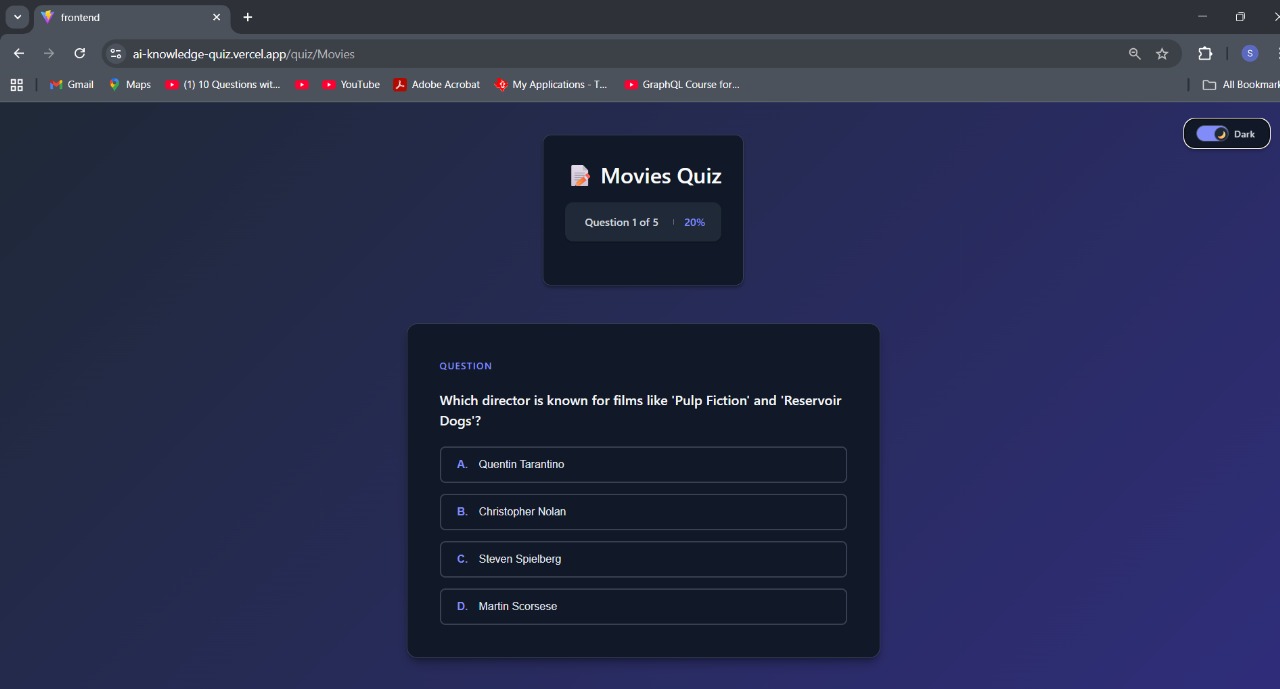 frontend
ai-knowledge-quiz.vercel.app/quiz/Movies
S
Gmail
Maps
(1) 10 Questions wit...
YouTube
Adobe Acrobat
My Applications - T...
GraphQL Course for...
All Bookmark
Dark
Movies Quiz
Question 1 of 5
20%
QUESTION
Which director is known for films like 'Pulp Fiction' and 'Reservoir
Dogs'?
A. Quentin Tarantino
B. Christopher Nolan
C. Steven Spielberg
D. Martin Scorsese